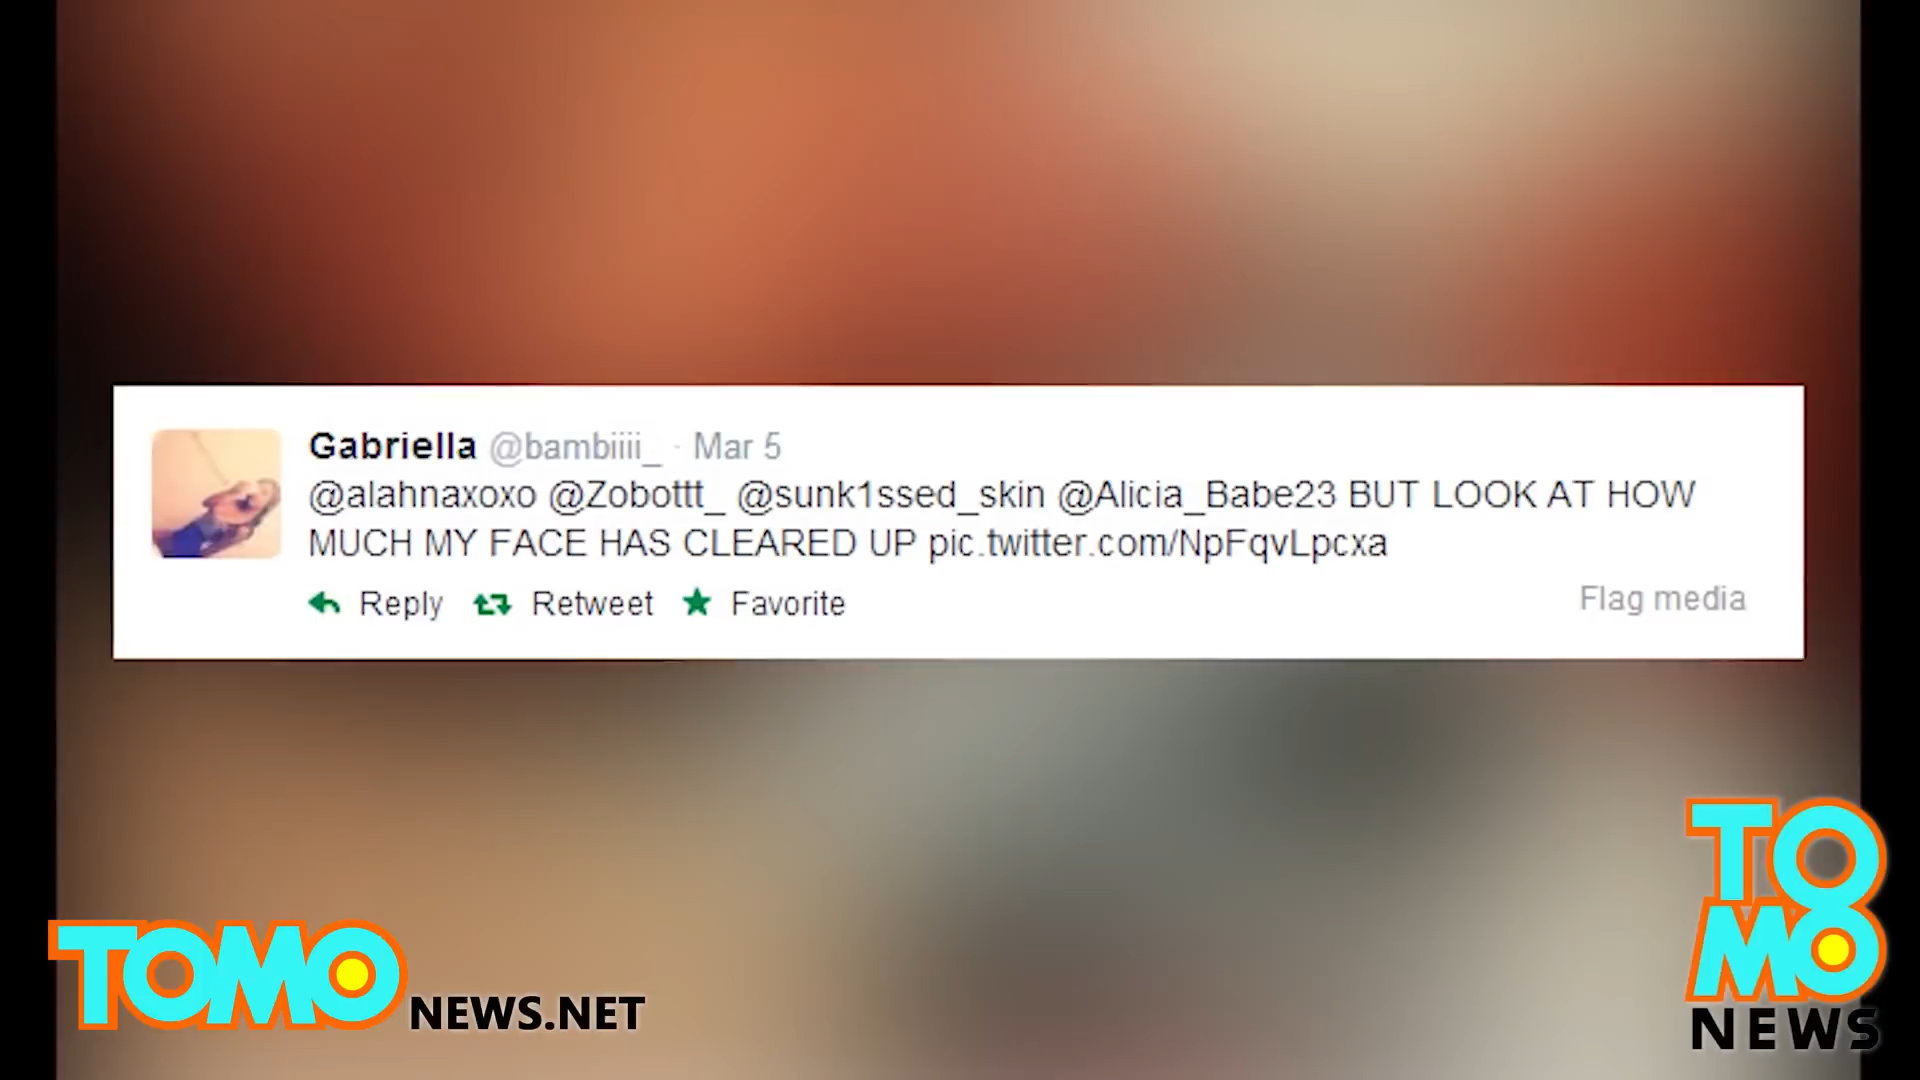 Gabriella @bambiiii_ · Mar 5
@alahnaxoxo @Zobottt_ @sunk1ssed_skin @Alicia_Babe23 BUT LOOK AT HOW
MUCH MY FACE HAS CLEARED UP pic.twitter.com/NpFqvLpcxa
Reply Retweet Favorite Flag media
TOMO NEWS.NET
TO
MO
NEWS